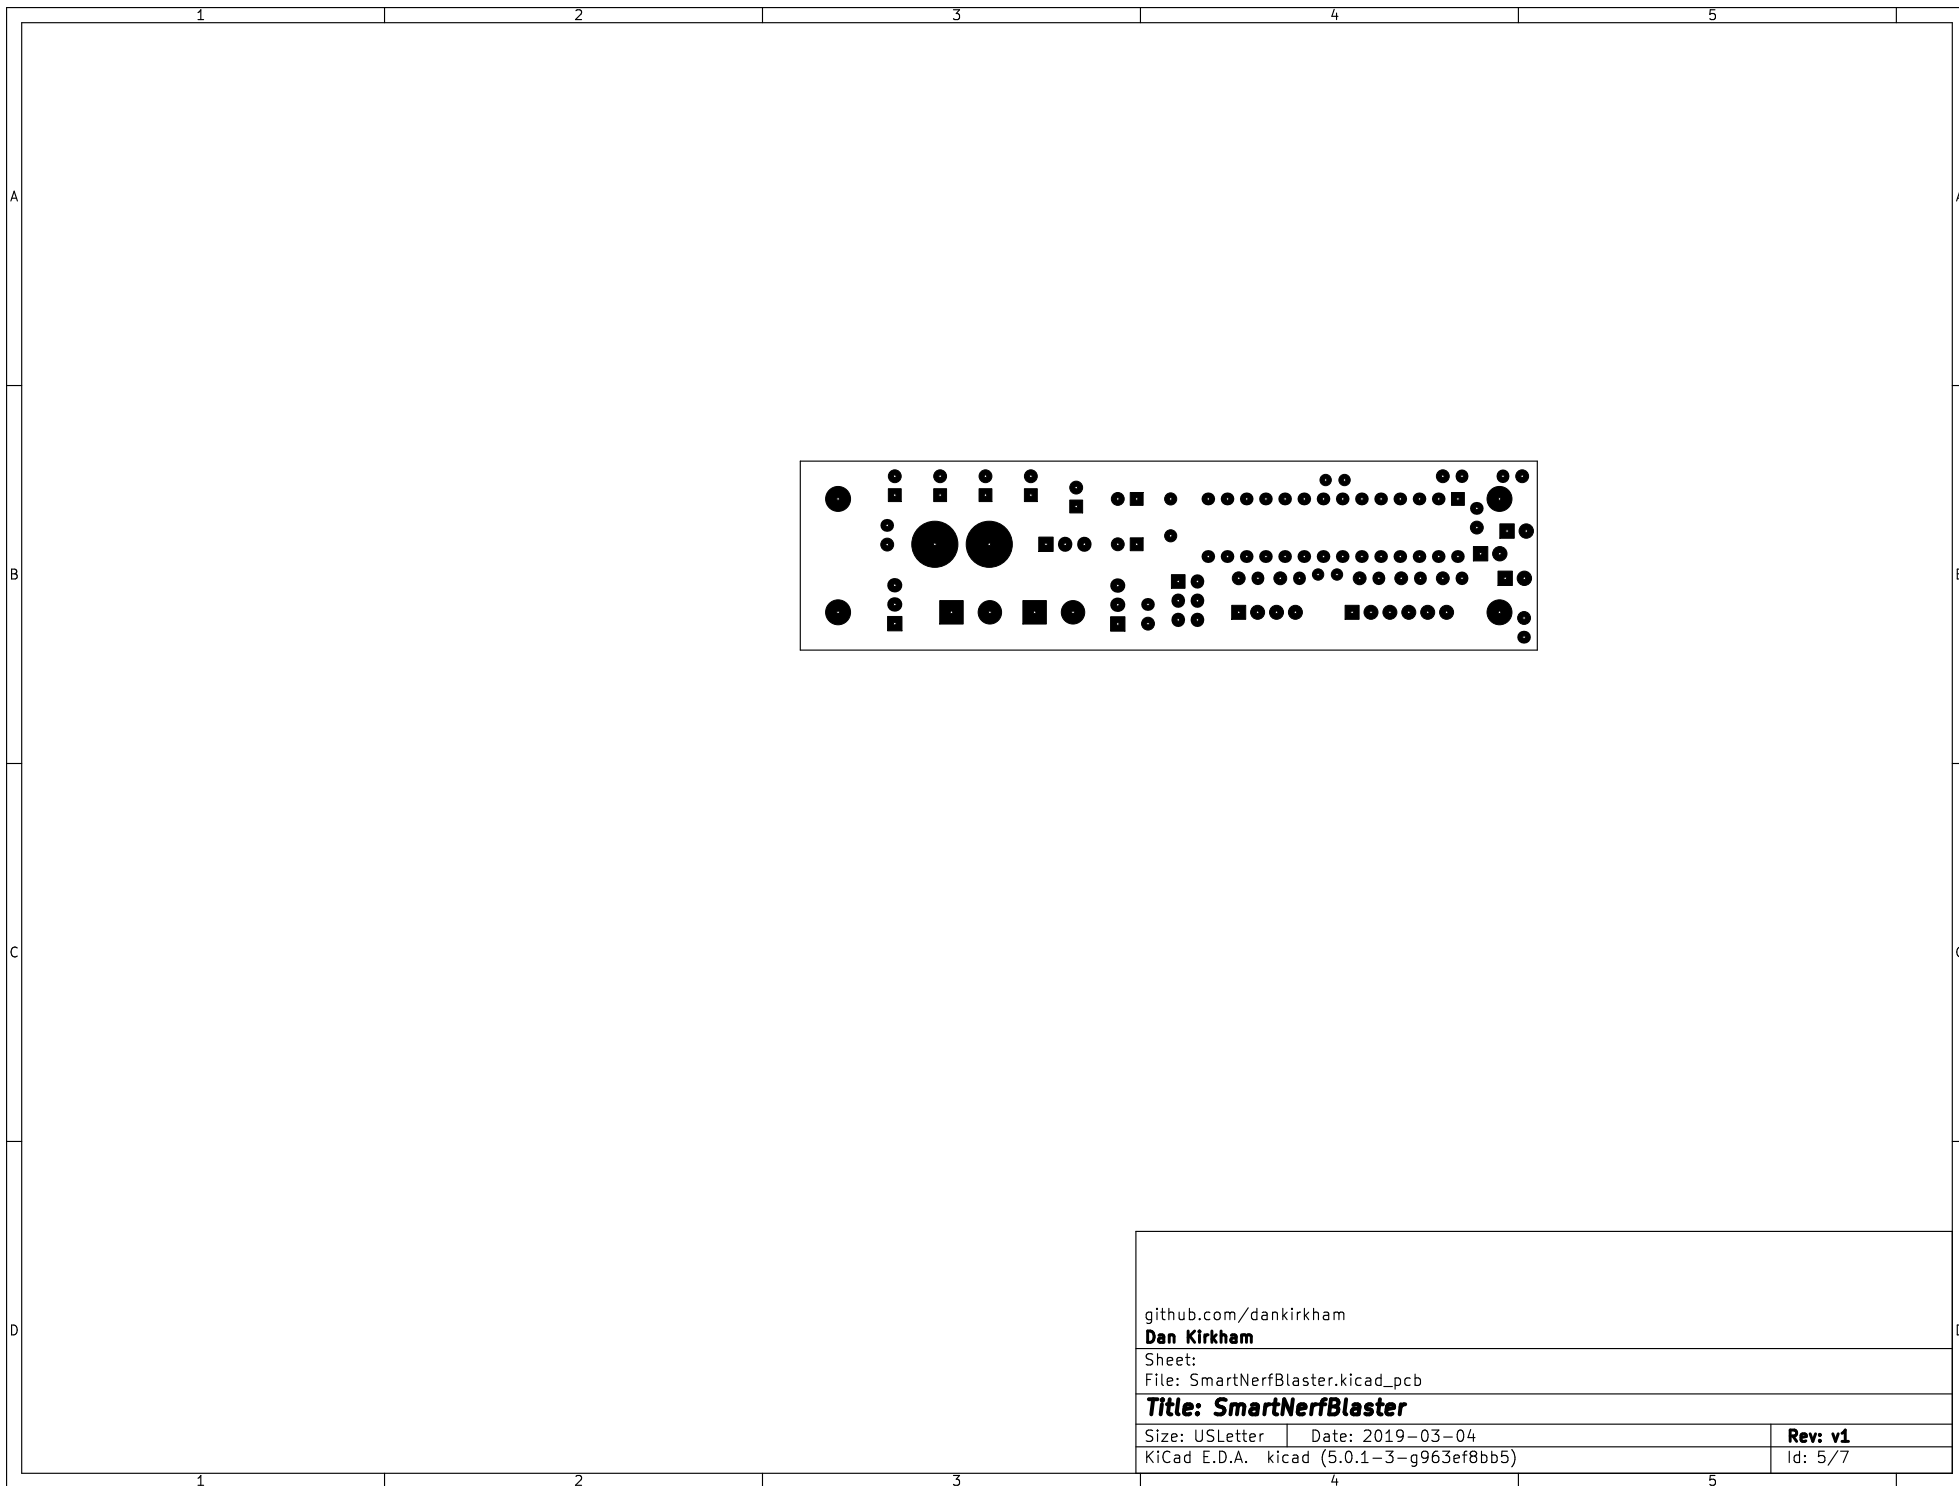 1 2 3 4 5
A
A
B
B
C
C
D
D
github.com/dankirkham
Dan Kirkham
Sheet:
File: SmartNerfBlaster.kicad_pcb
Title: SmartNerfBlaster
Size: USLetter Date: 2019-03-04 Rev: v1
KiCad E.D.A. kicad (5.0.1-3-g963ef8bb5) Id: 5/7
1 2 3 4 5